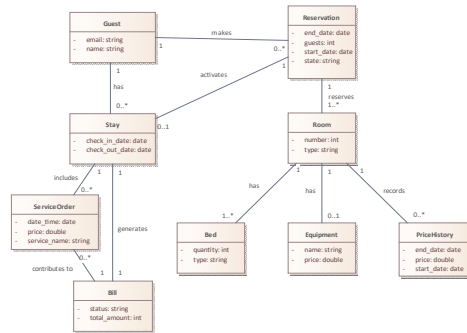 Guest
- email: string
- name: string
makes
1
0..*
Reservation
- end_date: date
- guests: int
- start_date: date
- state: string
1
has
0..*
activates
1
0..1
1
reserves
1..*
Stay
- check_in_date: date
- check_out_date: date
Room
- number: int
- type: string
1
includes
0..*
1
generates
1
1
has
1..*
1
has
0..1
1
records
0..*
ServiceOrder
- date_time: date
- price: double
- service_name: string
0..*
contributes to
1
Bed
- quantity: int
- type: string
Equipment
- name: string
- price: double
PriceHistory
- end_date: date
- price: double
- start_date: date
Bill
- status: string
- total_amount: int